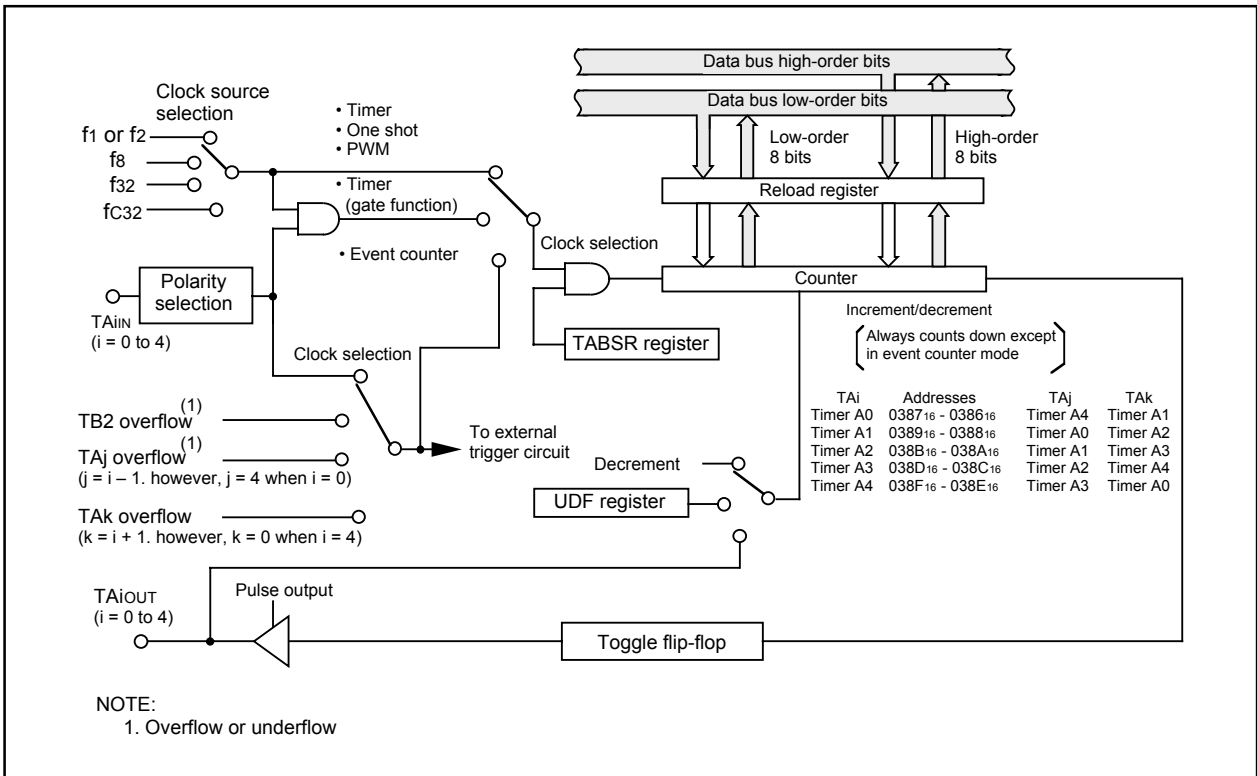 Data bus high-order bits
Data bus low-order bits
Low-order
8 bits
High-order
8 bits
Reload register
Counter
Clock source
selection
f1 or f2
f8
f32
fC32
• Timer
• One shot
• PWM
• Timer
(gate function)
• Event counter
Clock selection
Polarity
selection
TAiIN
(i = 0 to 4)
TABSR register
Increment/decrement
Always counts down except
in event counter mode
Clock selection
TB2 overflow (1)
TAj overflow (1)
(j = i – 1. however, j = 4 when i = 0)
TAk overflow
(k = i + 1. however, k = 0 when i = 4)
To external
trigger circuit
Decrement
UDF register
TAi Addresses TAj TAk
Timer A0 038716 - 038616 Timer A4 Timer A1
Timer A1 038916 - 038816 Timer A0 Timer A2
Timer A2 038B16 - 038A16 Timer A1 Timer A3
Timer A3 038D16 - 038C16 Timer A2 Timer A4
Timer A4 038F16 - 038E16 Timer A3 Timer A0
TAiOUT
(i = 0 to 4)
Pulse output
Toggle flip-flop
NOTE:
1. Overflow or underflow